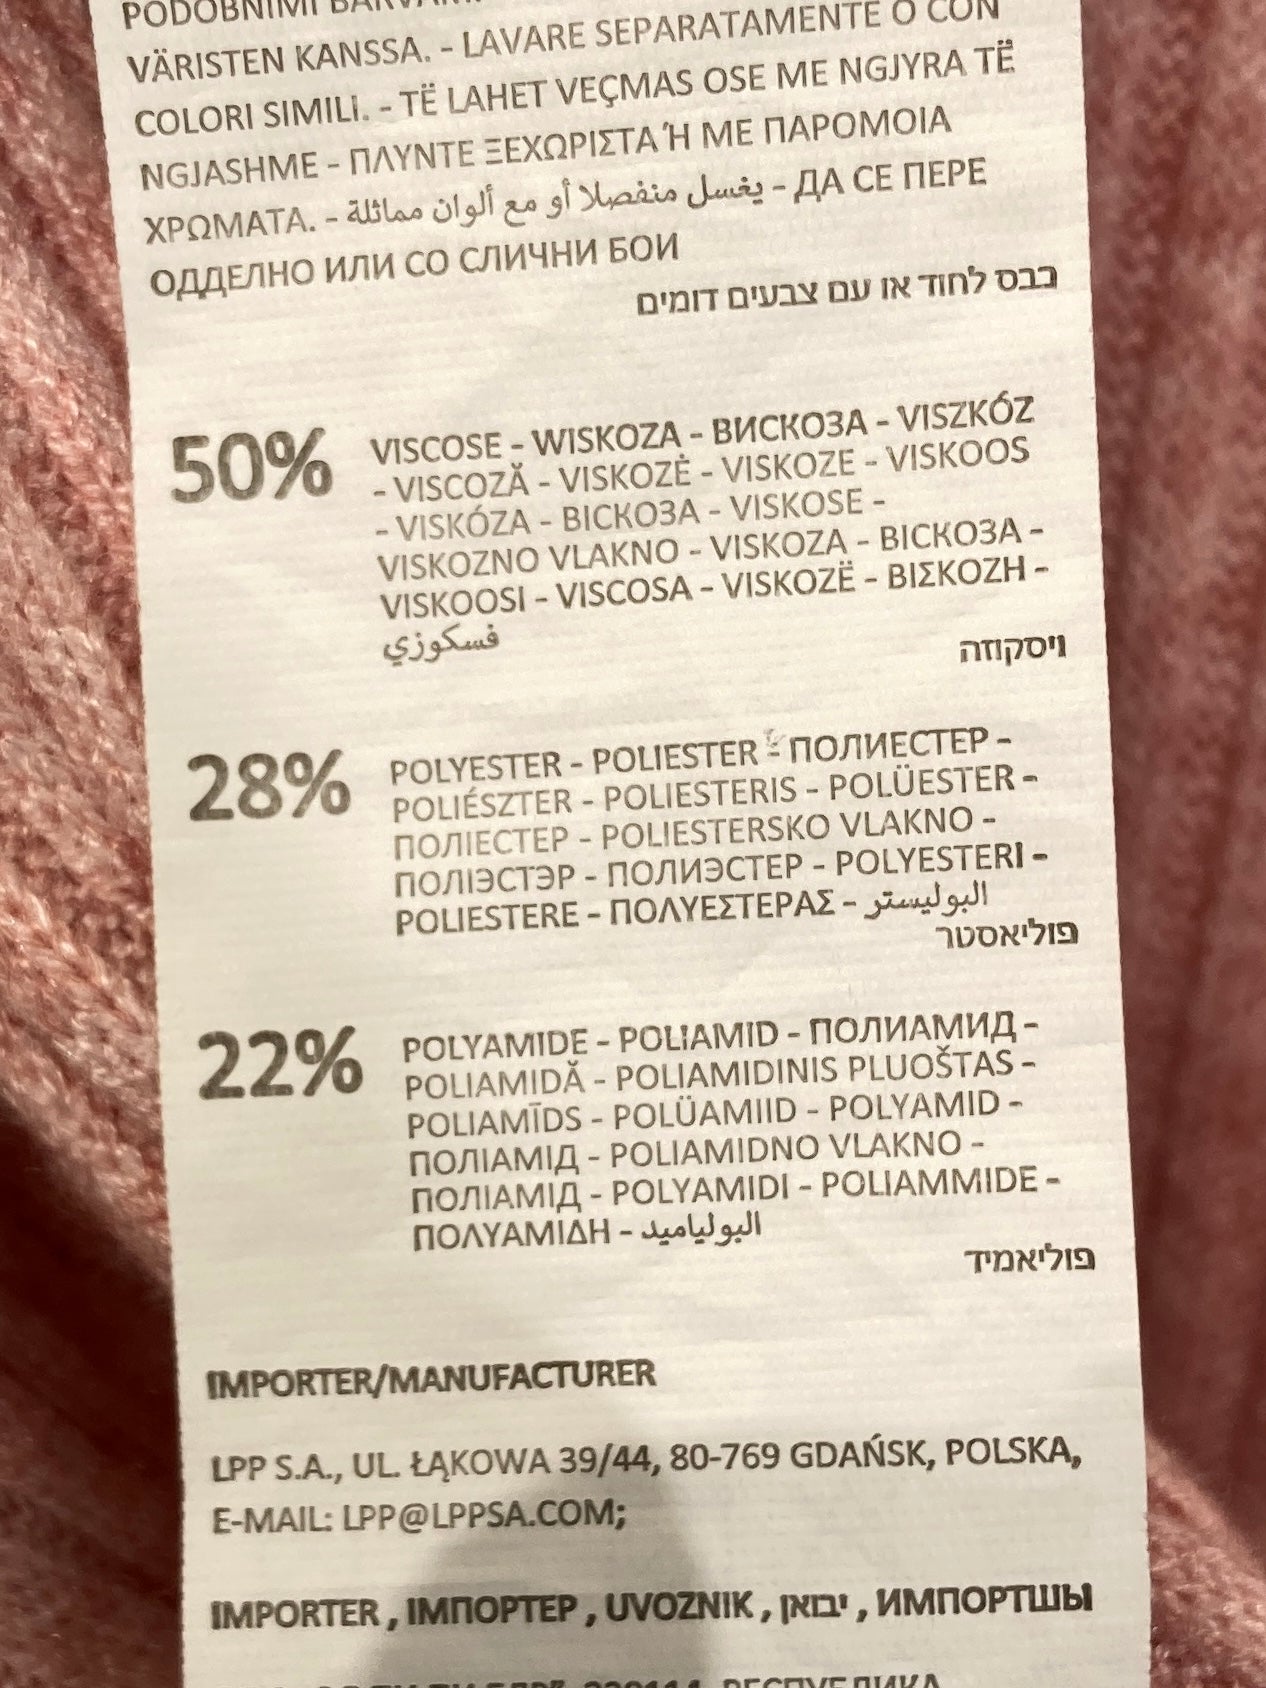 PODOBNIMI
VÄRISTEN KANSSA. - LAVARE SEPARATAMENTE O CON
COLORI SIMILI. - TË LAHET VEÇMAS OSE ME NGJYRA TË
NGJASHME - ΠΛΥΝΤΕ ΞΕΧΩΡΙΣΤΑ Ή ΜΕ ΠΑΡΟΜΟΙΑ
ΧΡΩΜΑΤΑ. - يغسل منفصلا أو مع ألوان مماثلة - ДА СЕ ПЕРЕ
ОДДЕЛНО ИЛИ СО СЛИЧНИ БОИ
כבס לחוד או עם צבעים דומים
50% VISCOSE - WISKOZA - ВИСКОЗА - VISZKÓZ
- VISCOZĂ - VISKOZĖ - VISKOZE - VISKOOS
- VISKÓZA - ВІСКОЗА - VISKOSE -
VISKOZNO VLAKNO - VISKOZA - ВІСКОЗА -
VISKOOSI - VISCOSA - VISKOZË - ΒΙΣΚΟΖΗ -
فسكوزي
ויסקוזה
28% POLYESTER - POLIESTER - ПОЛИЕСТЕР -
POLIÉSZTER - POLIESTERIS - POLÜESTER -
ПОЛІЕСТЕР - POLIESTERSKO VLAKNO -
ПОЛІЭСТЭР - ПОЛИЭСТЕР - POLYESTERI -
POLIESTERE - ΠΟΛΥΕΣΤΕΡΑΣ - البوليستر
פוליאסטר
22% POLYAMIDE - POLIAMID - ПОЛИАМИД -
POLIAMIDĂ - POLIAMIDINIS PLUOŠTAS -
POLIAMĪDS - POLÜAMIID - POLYAMID -
ПОЛІАМІД - POLIAMIDNO VLAKNO -
ПОЛІАМІД - POLYAMIDI - POLIAMMIDE -
ΠΟΛΥΑΜΙΔΗ - البولياميد
פוליאמיד
IMPORTER/MANUFACTURER
LPP S.A., UL. ŁĄKOWA 39/44, 80-769 GDAŃSK, POLSKA,
E-MAIL: LPP@LPPSA.COM;
IMPORTER , ІМПОРТЕР , UVOZNIK , יבואן , ИМПОРТШЫ
РЕСПУБЛИКА